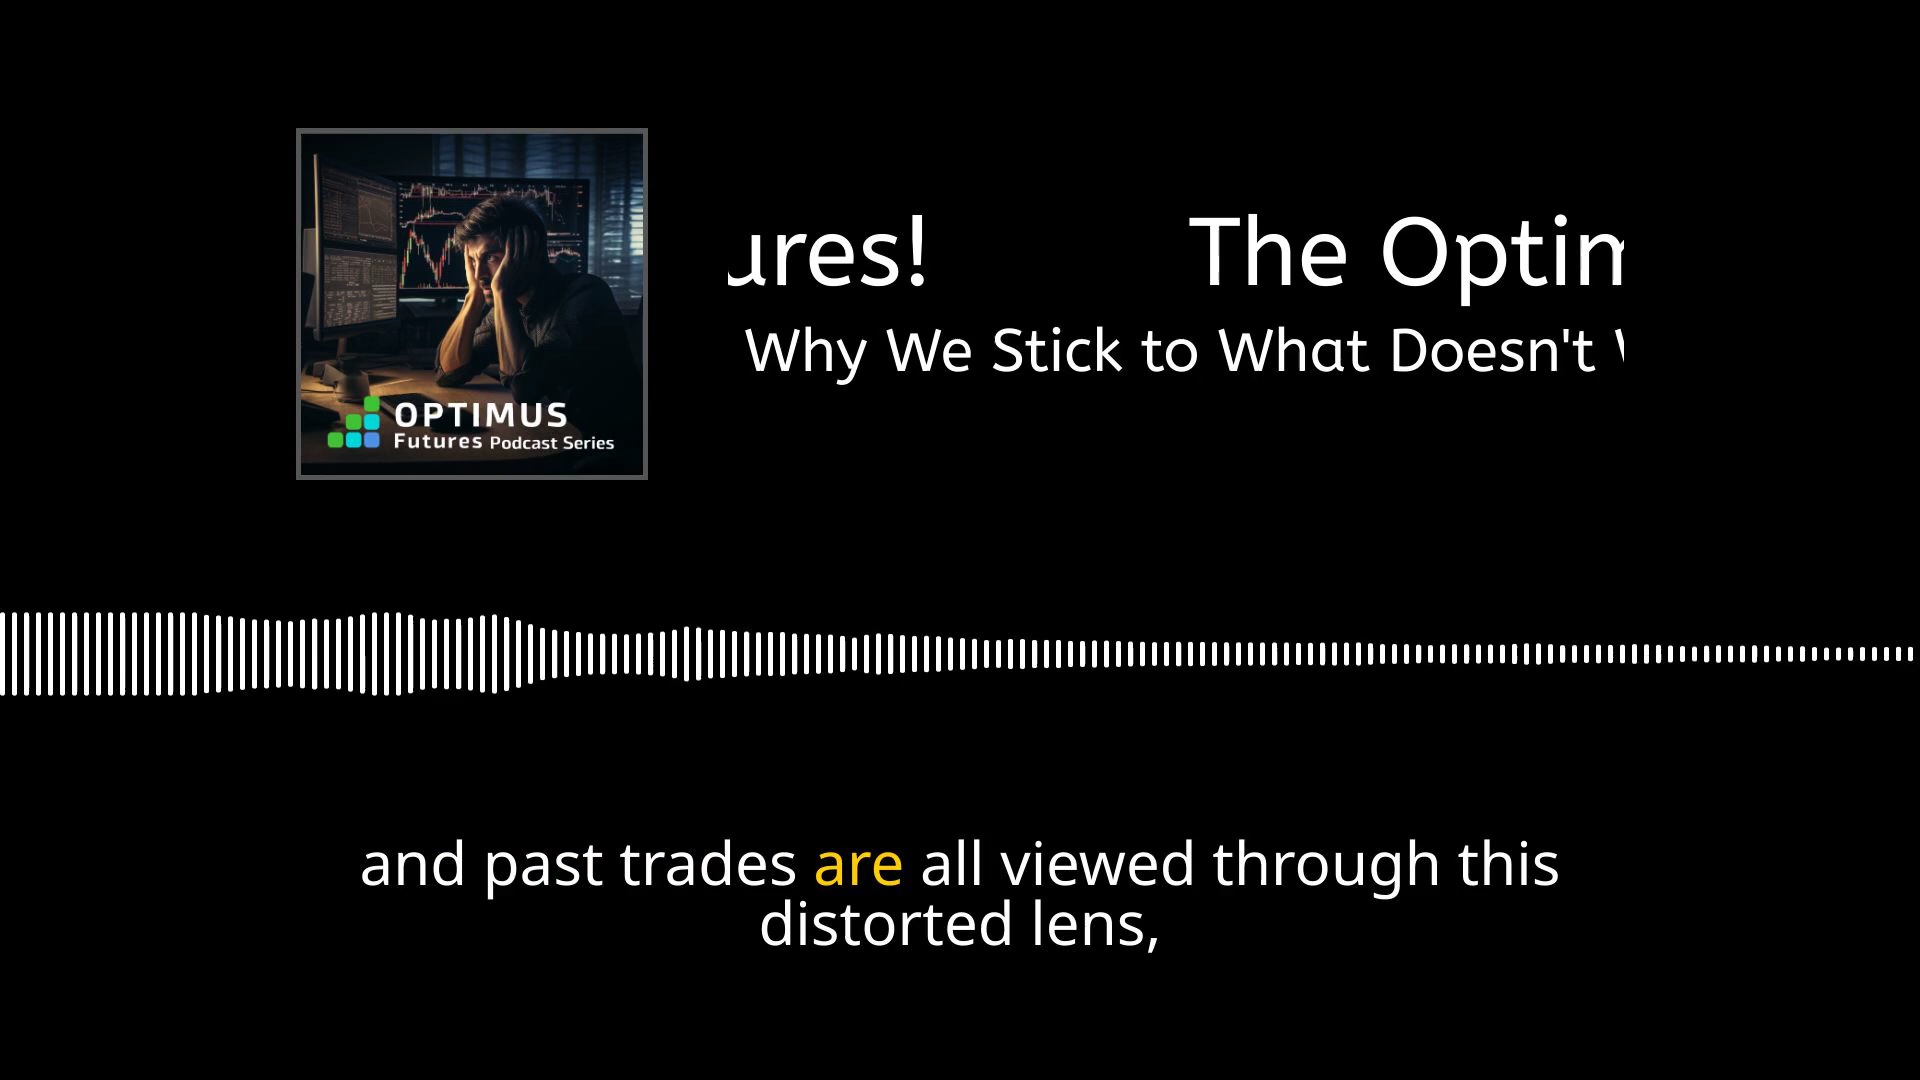 OPTIMUS
Futures Podcast Series
ures! The Optim
Why We Stick to What Doesn't
and past trades are all viewed through this
distorted lens,